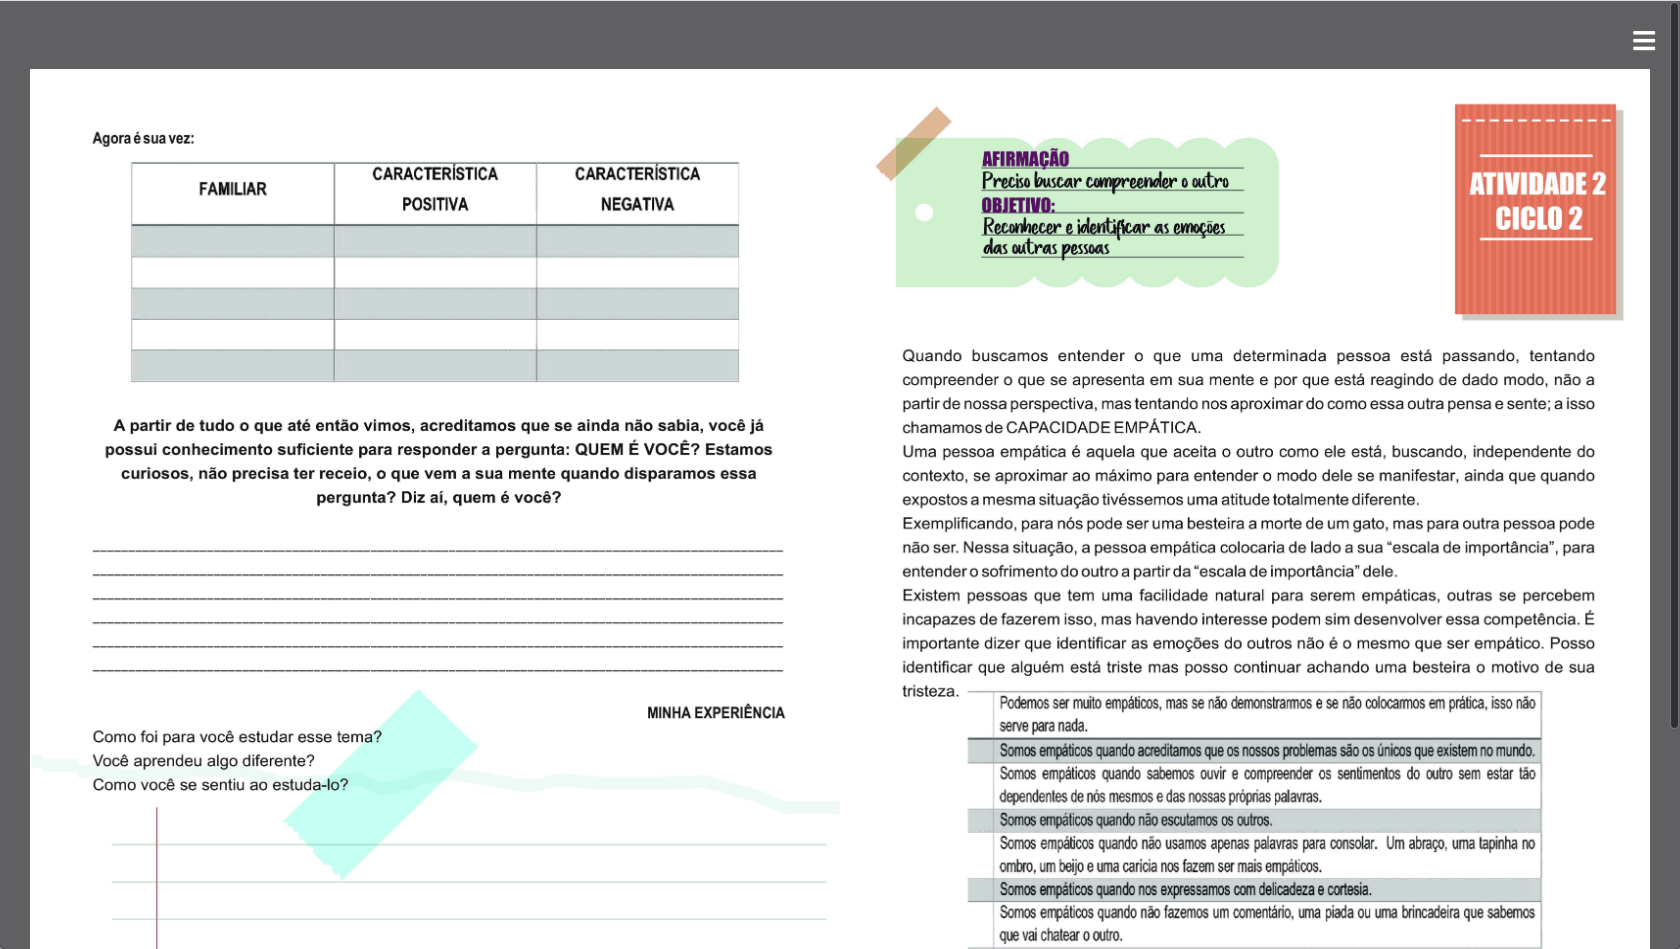 Agora é sua vez:
FAMILIAR
CARACTERÍSTICA
POSITIVA
CARACTERÍSTICA
NEGATIVA
A partir de tudo o que até então vimos, acreditamos que se ainda não sabia, você já
possui conhecimento suficiente para responder a pergunta: QUEM É VOCÊ? Estamos
curiosos, não precisa ter receio, o que vem a sua mente quando disparamos essa
pergunta? Diz aí, quem é você?
MINHA EXPERIÊNCIA
Como foi para você estudar esse tema?
Você aprendeu algo diferente?
Como você se sentiu ao estuda-lo?
AFIRMAÇÃO
Preciso buscar compreender o outro
OBJETIVO:
Reconhecer e identificar as emoções
das outras pessoas
ATIVIDADE 2
CICLO 2
Quando buscamos entender o que uma determinada pessoa está passando, tentando
compreender o que se apresenta em sua mente e por que está reagindo de dado modo, não a
partir de nossa perspectiva, mas tentando nos aproximar do como essa outra pensa e sente; a isso
chamamos de CAPACIDADE EMPÁTICA.
Uma pessoa empática é aquela que aceita o outro como ele está, buscando, independente do
contexto, se aproximar ao máximo para entender o modo dele se manifestar, ainda que quando
expostos a mesma situação tivéssemos uma atitude totalmente diferente.
Exemplificando, para nós pode ser uma besteira a morte de um gato, mas para outra pessoa pode
não ser. Nessa situação, a pessoa empática colocaria de lado a sua “escala de importância”, para
entender o sofrimento do outro a partir da “escala de importância” dele.
Existem pessoas que tem uma facilidade natural para serem empáticas, outras se percebem
incapazes de fazerem isso, mas havendo interesse podem sim desenvolver essa competência. É
importante dizer que identificar as emoções do outros não é o mesmo que ser empático. Posso
identificar que alguém está triste mas posso continuar achando uma besteira o motivo de sua
tristeza.
Podemos ser muito empáticos, mas se não demonstrarmos e se não colocarmos em prática, isso não
serve para nada.
Somos empáticos quando acreditamos que os nossos problemas são os únicos que existem no mundo.
Somos empáticos quando sabemos ouvir e compreender os sentimentos do outro sem estar tão
dependentes de nós mesmos e das nossas próprias palavras.
Somos empáticos quando não escutamos os outros.
Somos empáticos quando não usamos apenas palavras para consolar. Um abraço, uma tapinha no
ombro, um beijo e uma carícia nos fazem ser mais empáticos.
Somos empáticos quando nos expressamos com delicadeza e cortesia.
Somos empáticos quando não fazemos um comentário, uma piada ou uma brincadeira que sabemos
que vai chatear o outro.